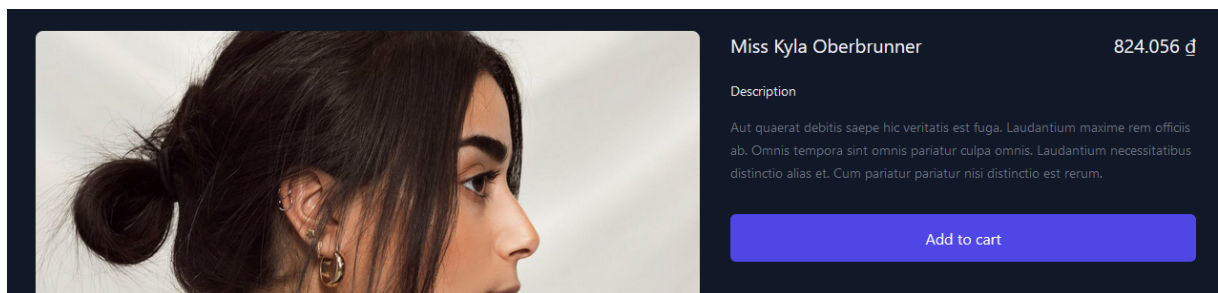 Miss Kyla Oberbrunner
824.056 ₫
Description
Aut quaerat debitis saepe hic veritatis est fuga. Laudantium maxime rem officiis
ab. Omnis tempora sint omnis pariatur culpa omnis. Laudantium necessitatibus
distinctio alias et. Cum pariatur pariatur nisi distinctio est rerum.
Add to cart